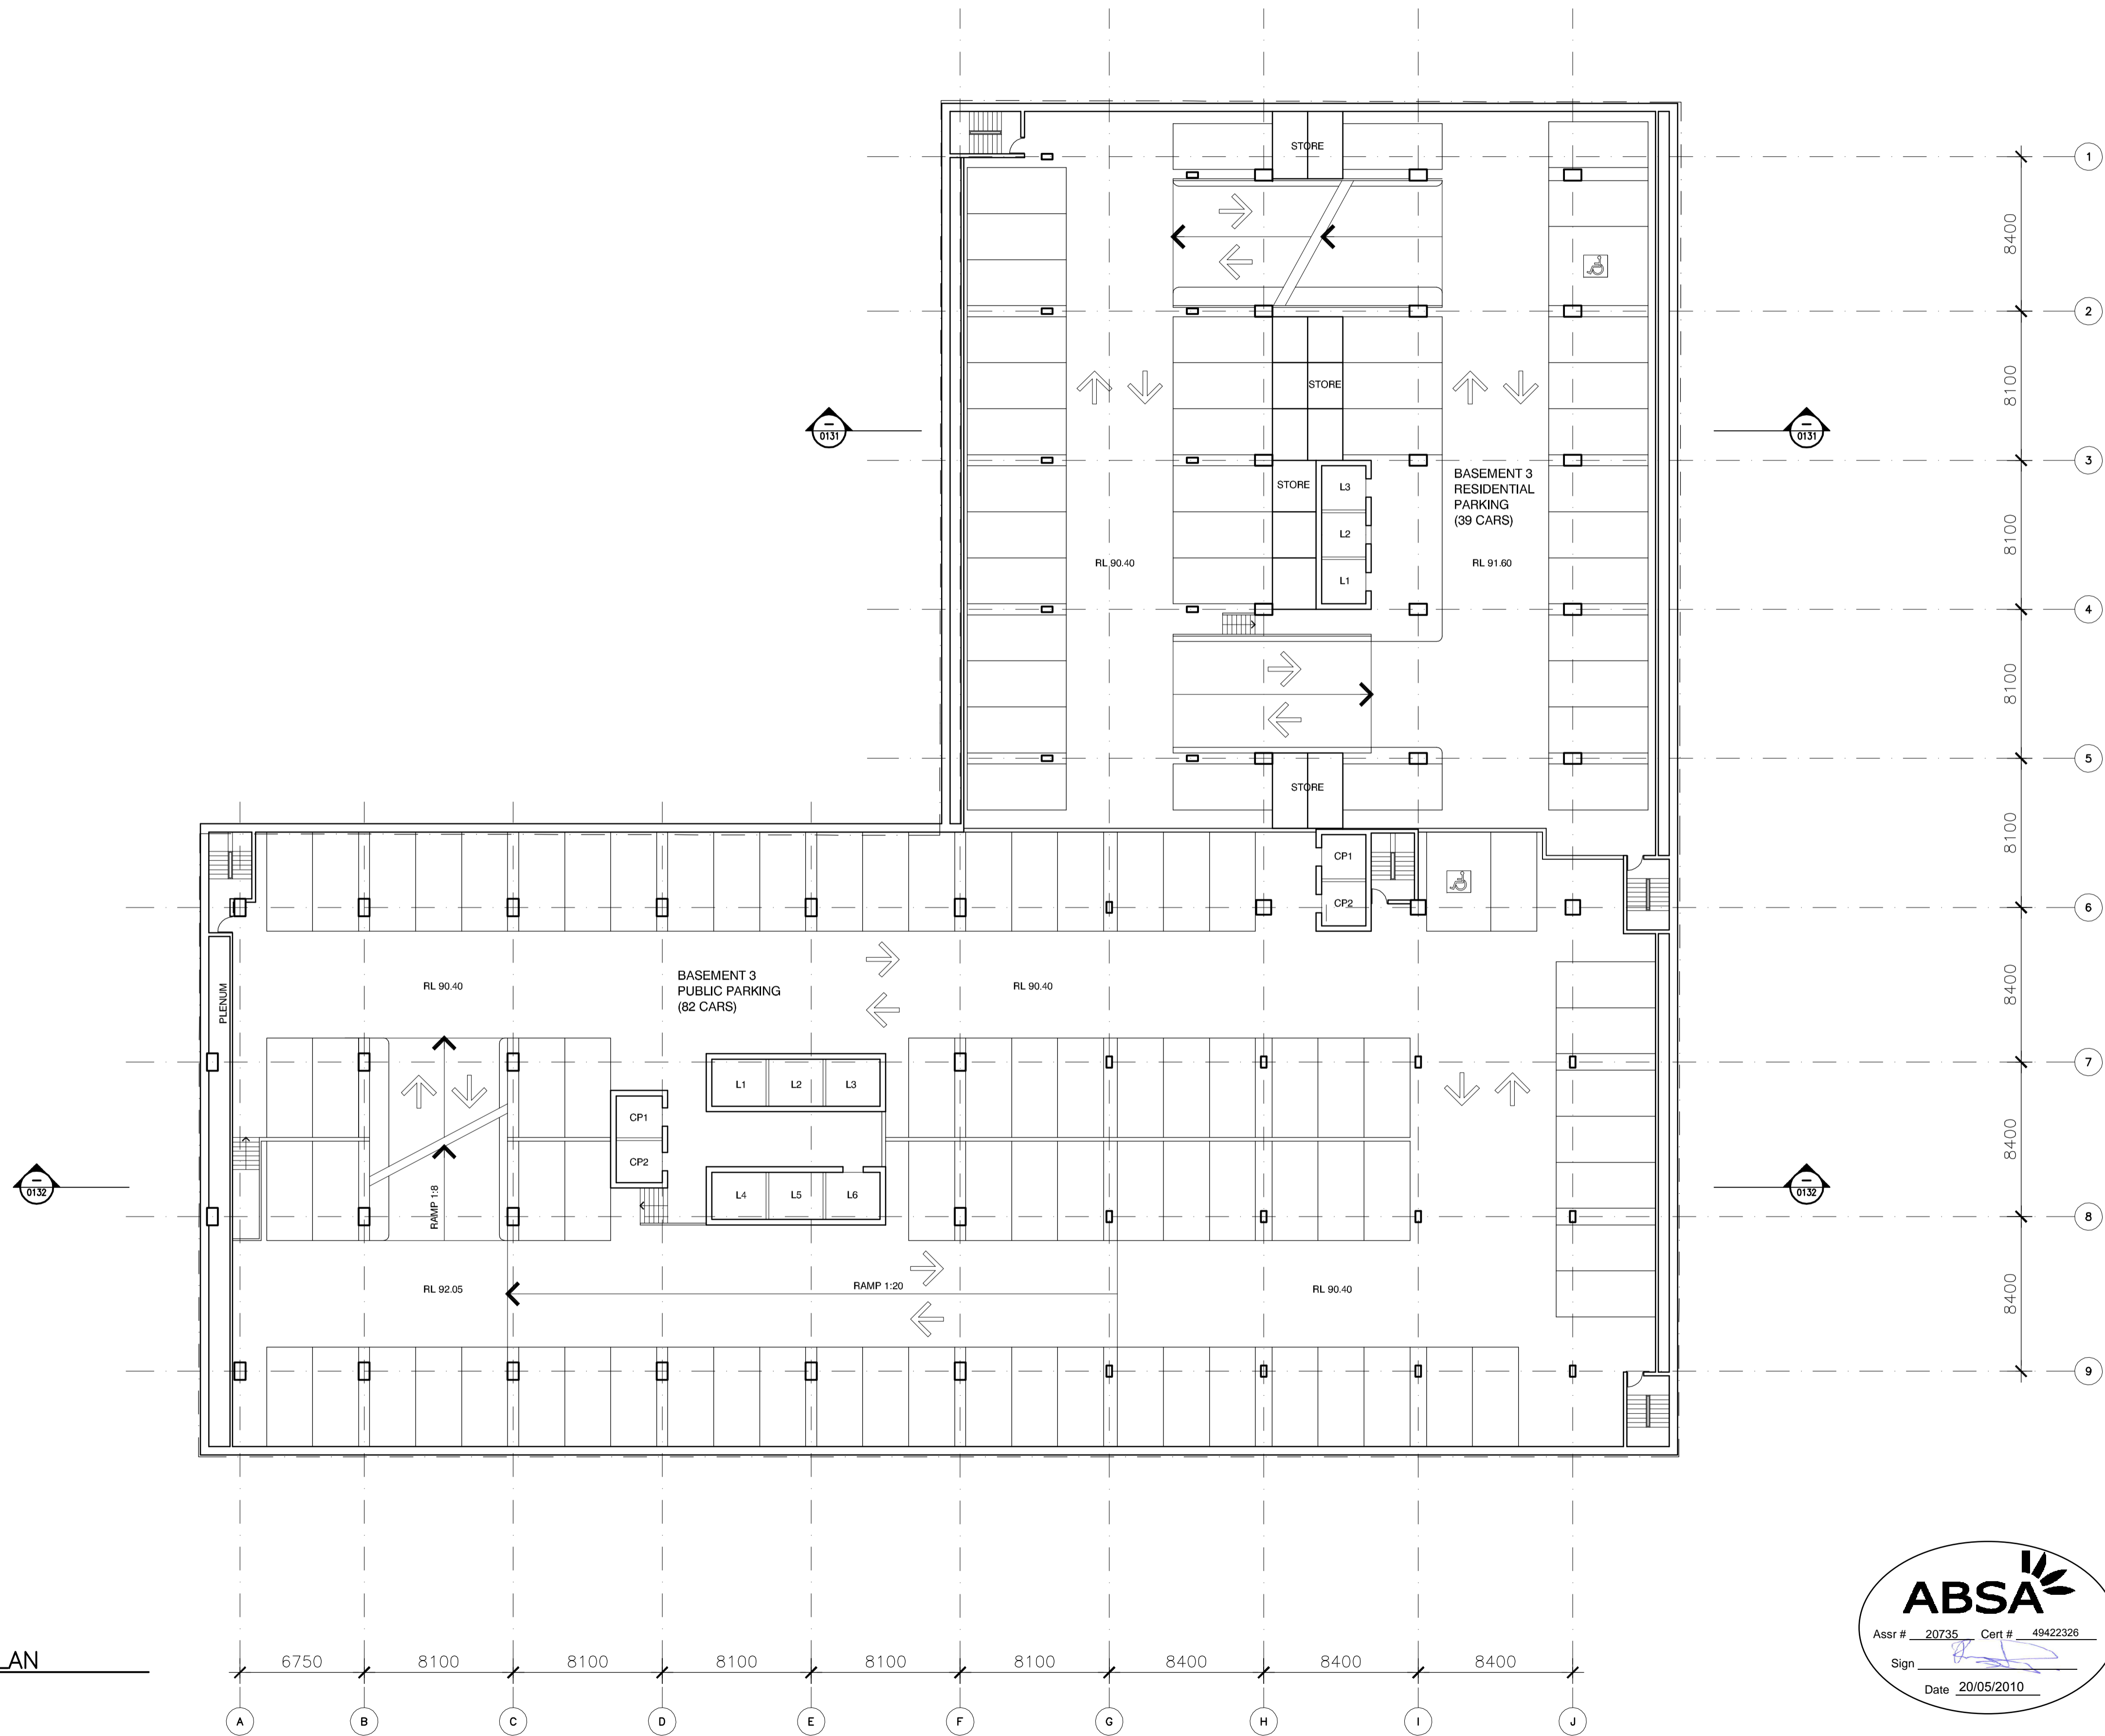 1
STORE
8400
2
8100
STORE
0131
0131
3
BASEMENT 3
RESIDENTIAL
PARKING
(39 CARS)
STORE
L3
L2
L1
8100
RL 90.40
RL 91.60
4
8100
5
STORE
8100
CP1
CP2
6
PLENUM
RL 90.40
BASEMENT 3
PUBLIC PARKING
(82 CARS)
RL 90.40
8400
7
L1
L2
L3
CP1
CP2
8400
0132
0132
RAMP 1:8
L4
L5
L6
8
RL 92.05
RAMP 1:20
RL 90.40
8400
9
ABSA
Assr # 20735 Cert # 49422326
Sign
Date 20/05/2010
LAN
6750 8100 8100 8100 8100 8100 8400 8400 8400
A B C D E F G H I J